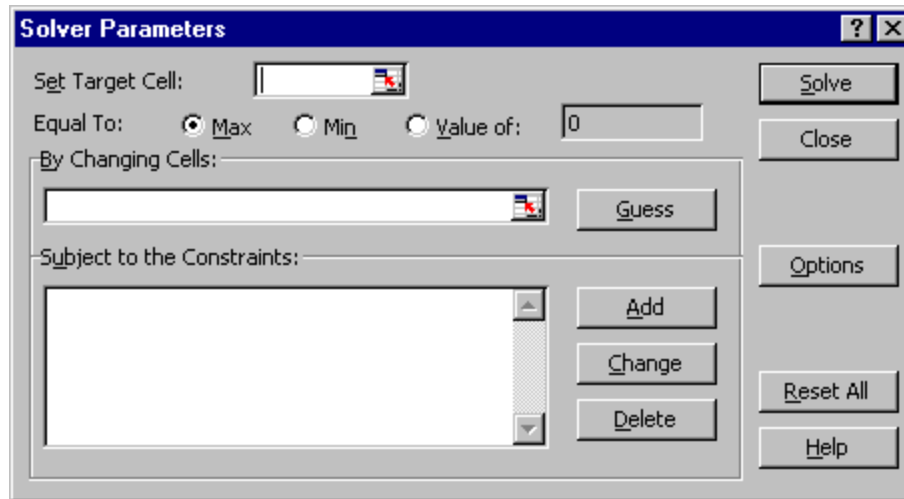 Solver Parameters
Set Target Cell: Solve
Equal To: Max Min Value of: 0 Close
By Changing Cells:
Guess
Subject to the Constraints: Options
Add
Change
Reset All
Delete
Help